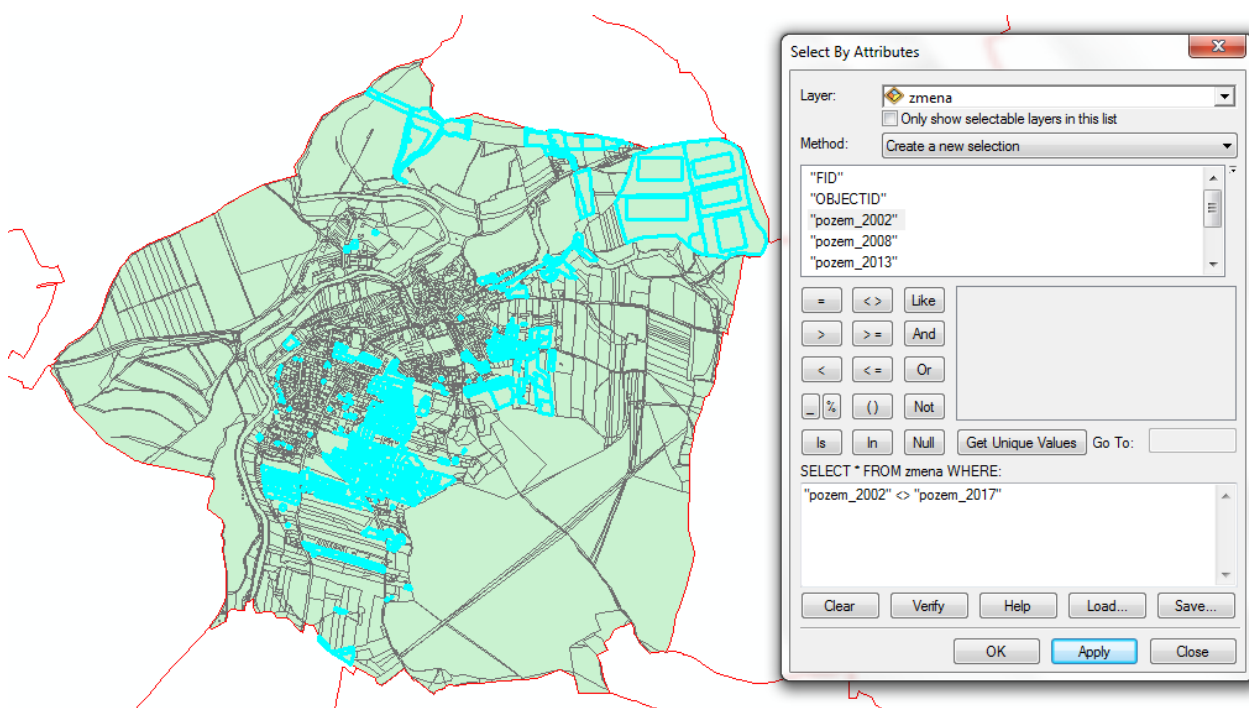 Select By Attributes
Layer: zmena
Only show selectable layers in this list
Method: Create a new selection
"FID"
"OBJECTID"
"pozem_2002"
"pozem_2008"
"pozem_2013"
= < > Like
> > = And
< < = Or
_ % ( ) Not
Is In Null Get Unique Values Go To:
SELECT * FROM zmena WHERE:
"pozem_2002" <> "pozem_2017"
Clear Verify Help Load... Save...
OK Apply Close